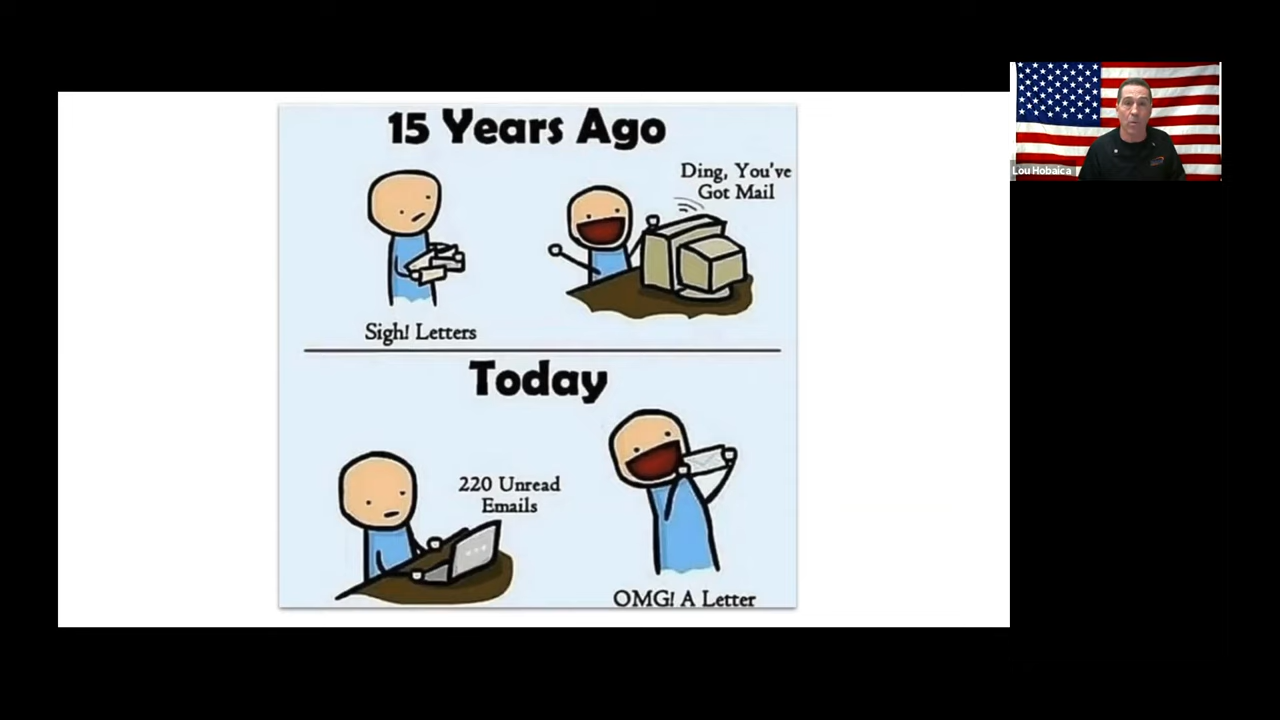 15 Years Ago
Ding, You've
Got Mail
Sigh! Letters
Today
220 Unread
Emails
OMG! A Letter
Lou Hobaica